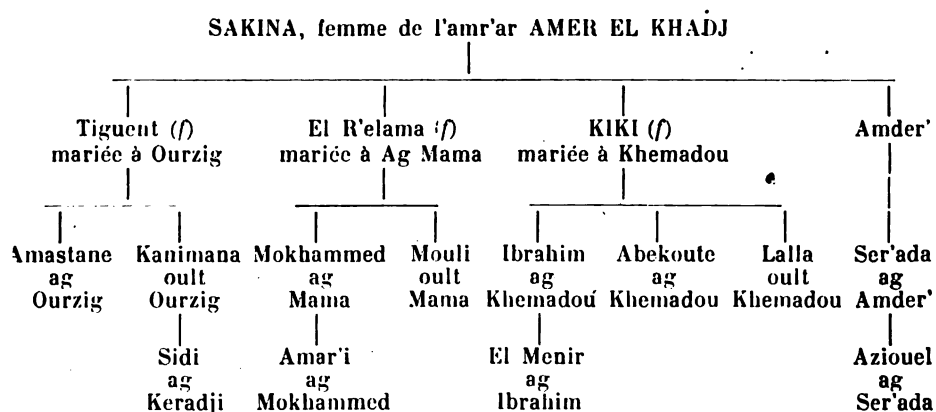 SAKINA, femme de l'amr'ar AMER EL KHADJ
Tiguent (f) El R'elama (f) KIKI (f) Amder'
mariée à Ourzig mariée à Ag Mama mariée à Khemadou
Amastane Kanimana Mokhammed Mouli Ibrahim Abekoute Lalla Ser'ada
ag oult ag oult ag ag oult ag
Ourzig Ourzig Mama Mama Khemadou Khemadou Khemadou Amder'
Sidi Amar'i El Menir Aziouel
ag ag ag ag
Keradji Mokhammed Ibrahim Ser'ada